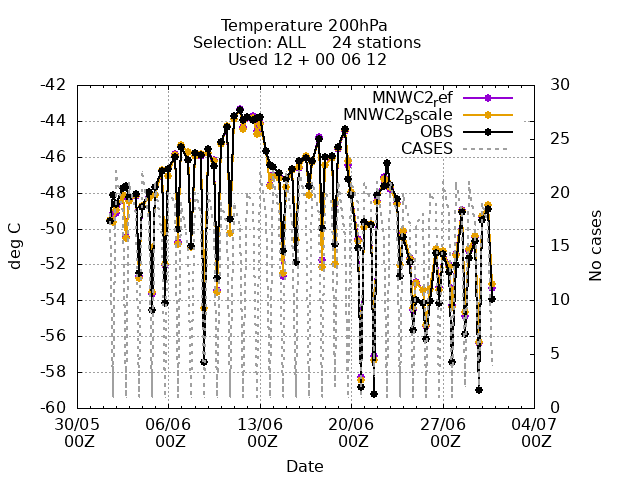 Temperature 200hPa
Selection: ALL 24 stations
Used 12 + 00 06 12
MNWC2ref
MNWC2Bscale
OBS
CASES
-42
-44
-46
-48
-50
-52
-54
-56
-58
-60
deg C
30
25
20
15
10
5
0
No cases
30/05 06/06 13/06 20/06 27/06 04/07
00Z 00Z 00Z 00Z 00Z 00Z
Date